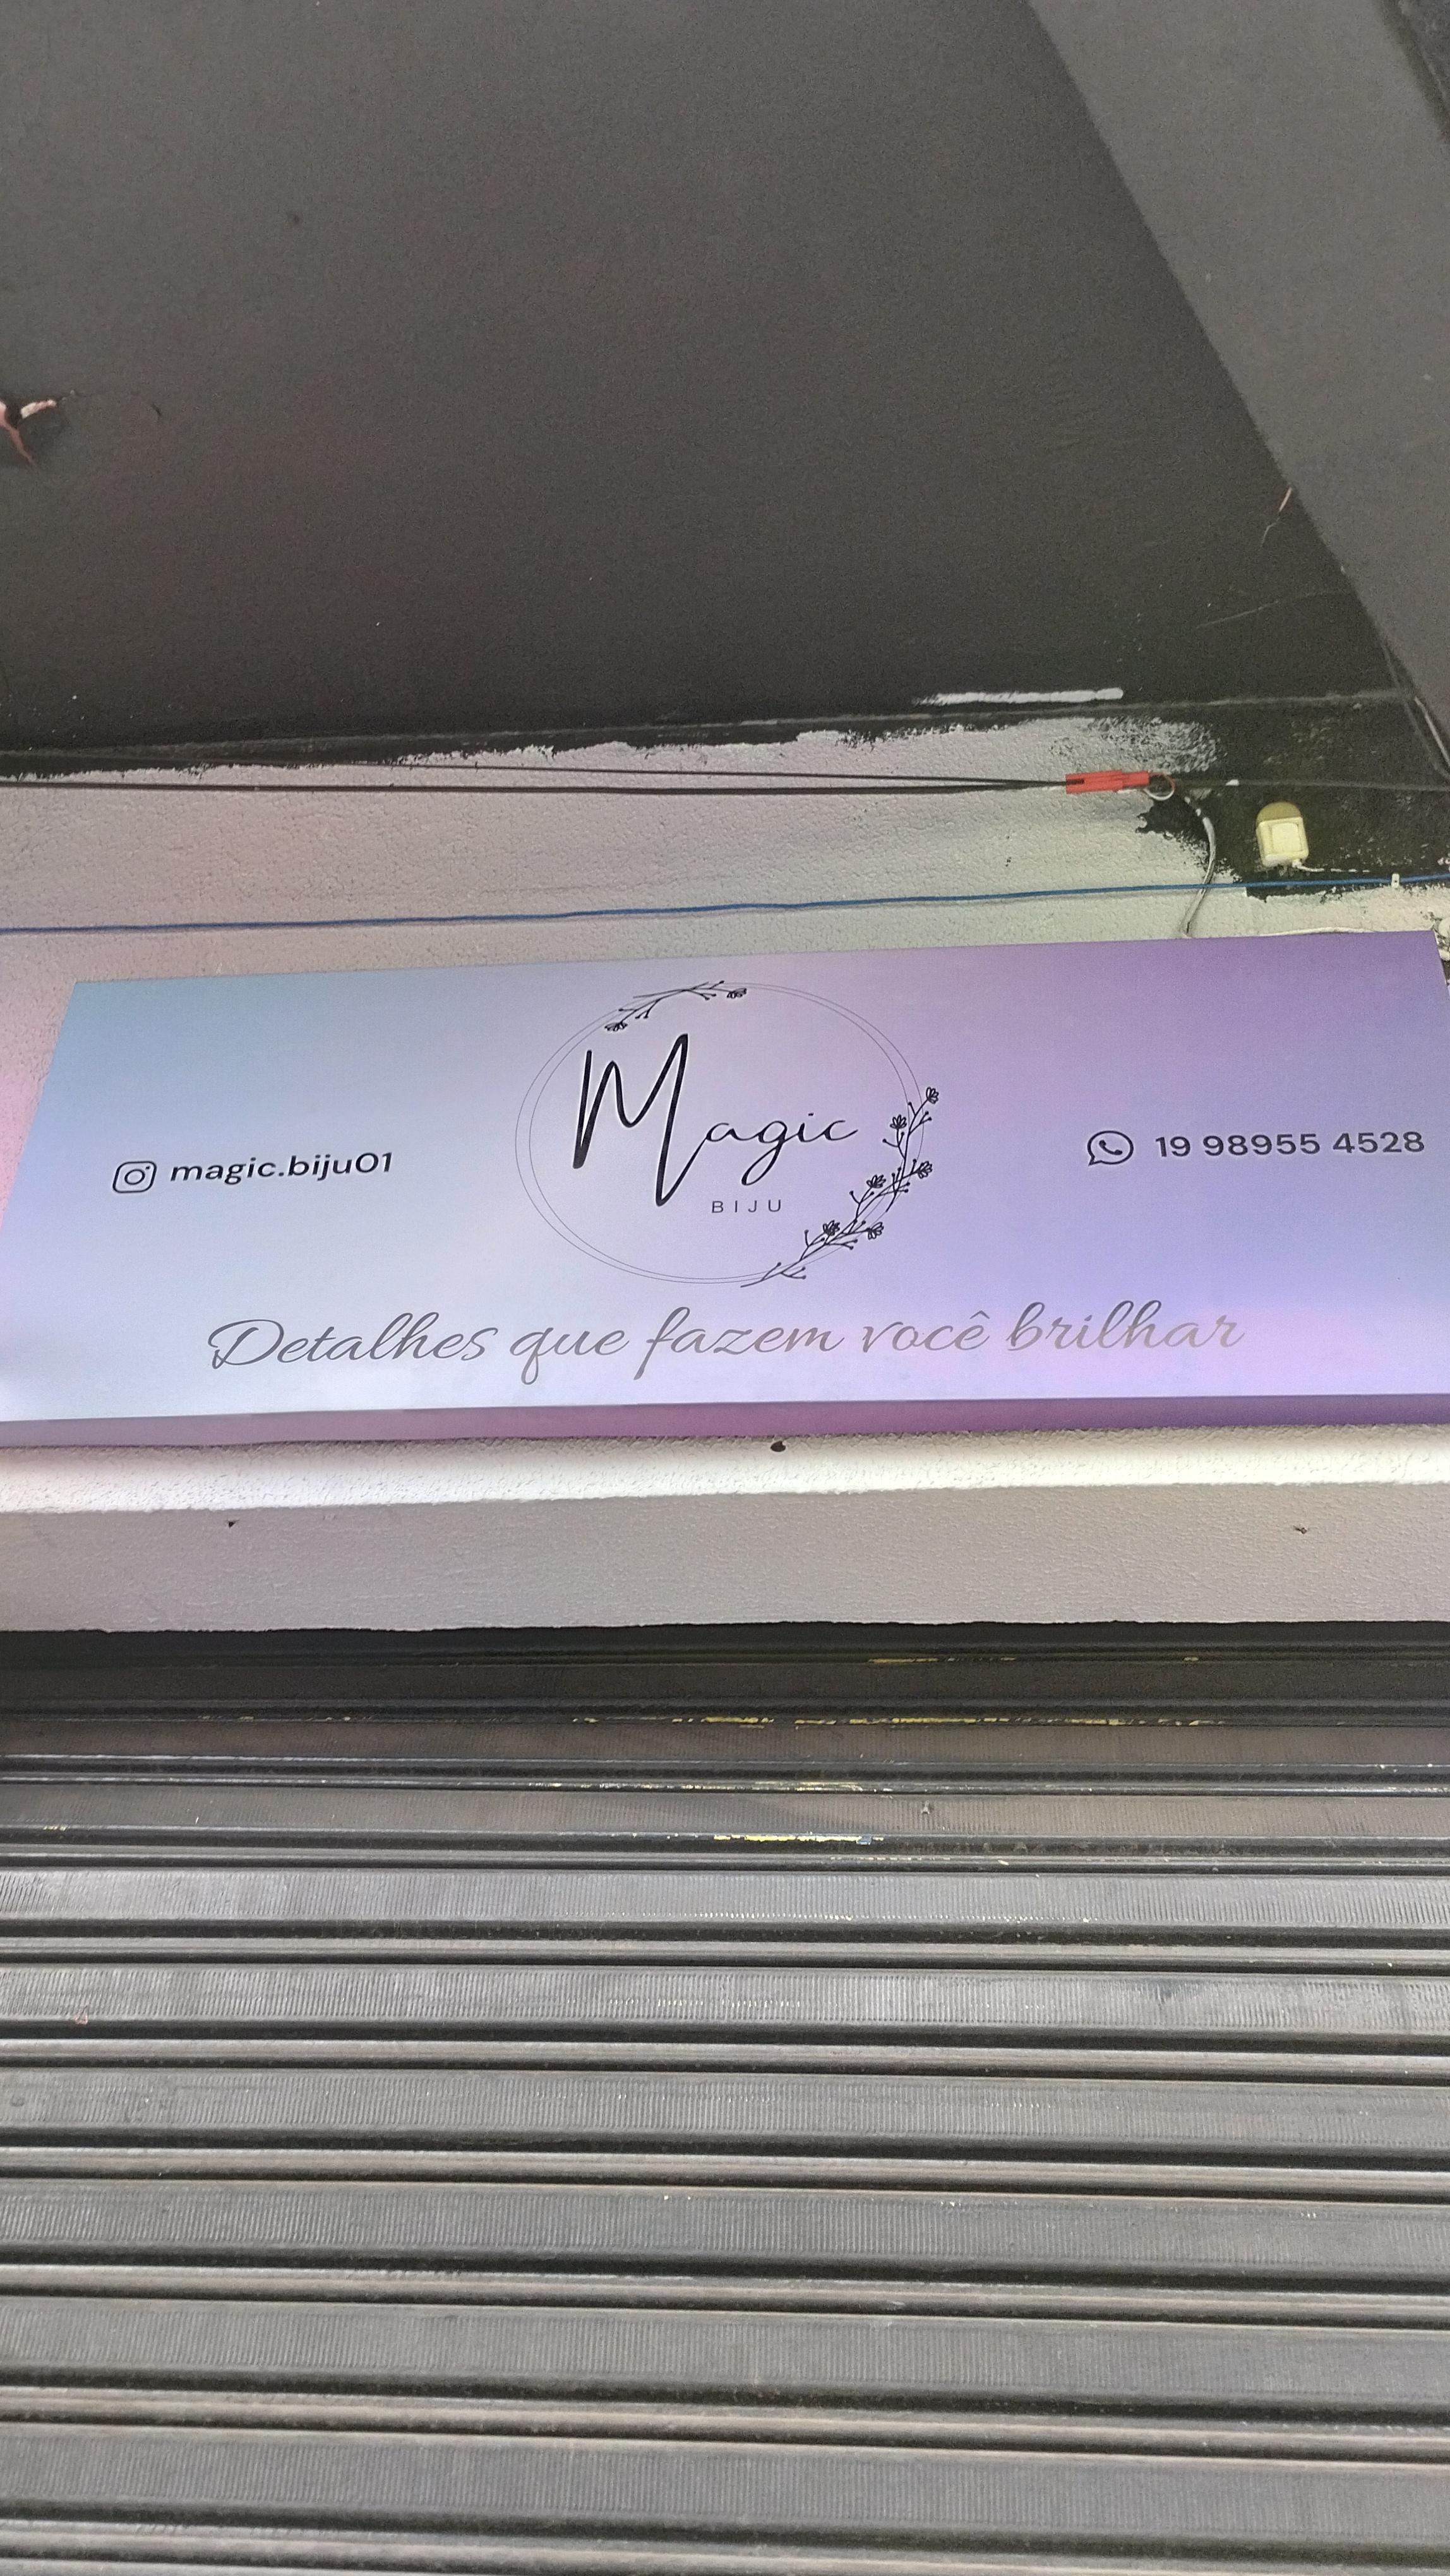 Magic
BIJU
magic.biju01
19 98955 4528
Detalhes que fazem você brilhar